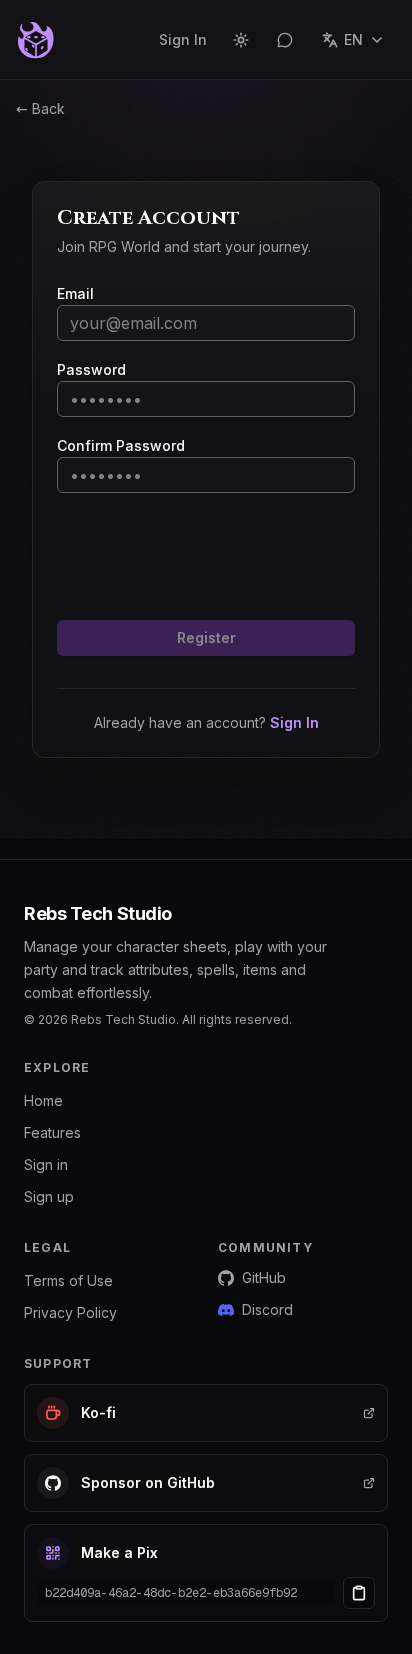 Sign In
EN
← Back
Create Account
Join RPG World and start your journey.
Email
your@email.com
Password
••••••••
Confirm Password
••••••••
Register
Already have an account? Sign In
Rebs Tech Studio
Manage your character sheets, play with your
party and track attributes, spells, items and
combat effortlessly.
© 2026 Rebs Tech Studio. All rights reserved.
EXPLORE
Home
Features
Sign in
Sign up
LEGAL
Terms of Use
Privacy Policy
COMMUNITY
GitHub
Discord
SUPPORT
Ko-fi
Sponsor on GitHub
Make a Pix
b22d409a-46a2-48dc-b2e2-eb3a66e9fb92